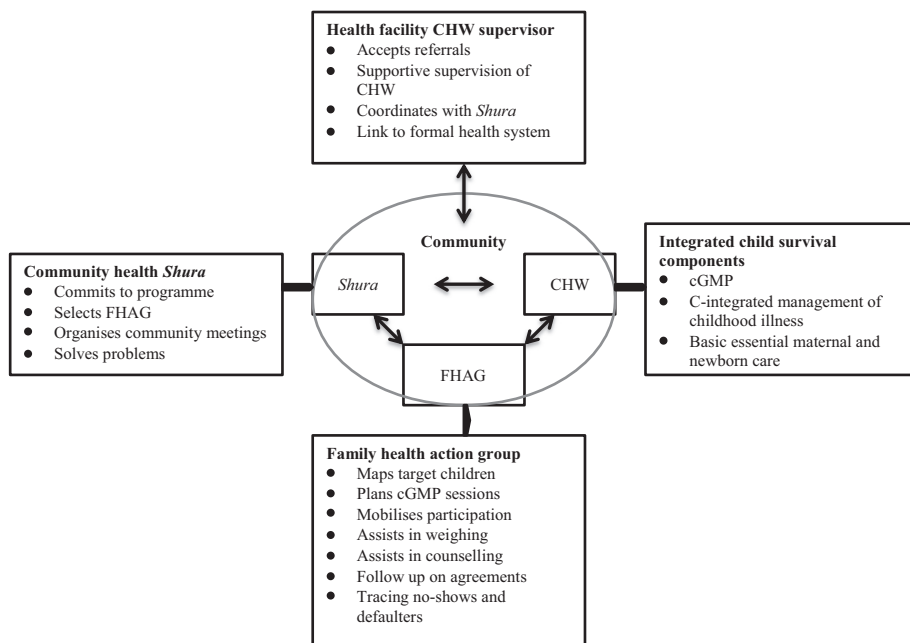 Health facility CHW supervisor
● Accepts referrals
● Supportive supervision of
CHW
● Coordinates with Shura
● Link to formal health system
Community
Community health Shura
● Commits to programme
● Selects FHAG
● Organises community meetings
● Solves problems
Shura
CHW
FHAG
Integrated child survival
components
● cGMP
● C-integrated management of
childhood illness
● Basic essential maternal and
newborn care
Family health action group
● Maps target children
● Plans cGMP sessions
● Mobilises participation
● Assists in weighing
● Assists in counselling
● Follow up on agreements
● Tracing no-shows and
defaulters